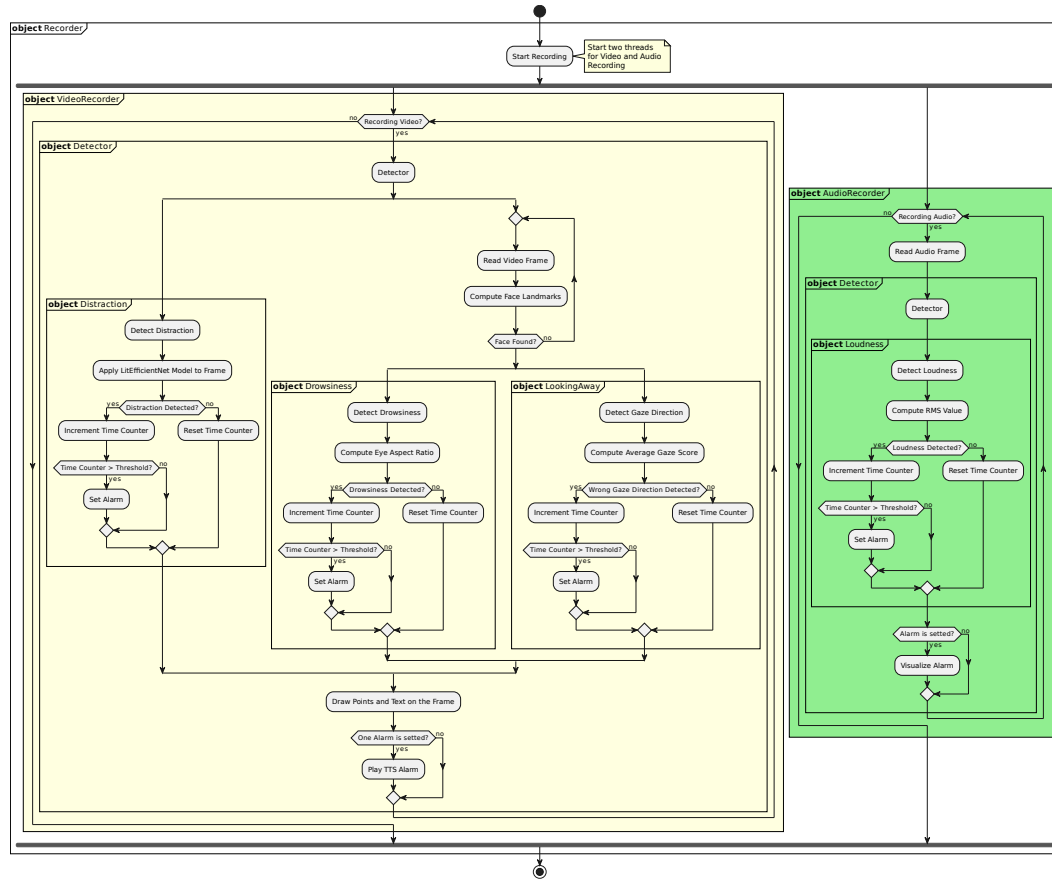 object Recorder
Start Recording
Start two threads
for Video and Audio
Recording
object VideoRecorder
no
Recording Video?
yes
object Detector
Detector
Read Video Frame
Compute Face Landmarks
Face Found?
no
object Distraction
Detect Distraction
Apply LitEfficientNet Model to Frame
yes
Distraction Detected?
no
Increment Time Counter
Reset Time Counter
Time Counter > Threshold?
no
yes
Set Alarm
object Drowsiness
Detect Drowsiness
Compute Eye Aspect Ratio
yes
Drowsiness Detected?
no
Increment Time Counter
Reset Time Counter
Time Counter > Threshold?
no
yes
Set Alarm
object LookingAway
Detect Gaze Direction
Compute Average Gaze Score
yes
Wrong Gaze Direction Detected?
no
Increment Time Counter
Reset Time Counter
Time Counter > Threshold?
no
yes
Set Alarm
Draw Points and Text on the Frame
One Alarm is setted?
no
yes
Play TTS Alarm
object AudioRecorder
no
Recording Audio?
yes
Read Audio Frame
object Detector
Detector
object Loudness
Detect Loudness
Compute RMS Value
yes
Loudness Detected?
no
Increment Time Counter
Reset Time Counter
Time Counter > Threshold?
no
yes
Set Alarm
Alarm is setted?
no
yes
Visualize Alarm